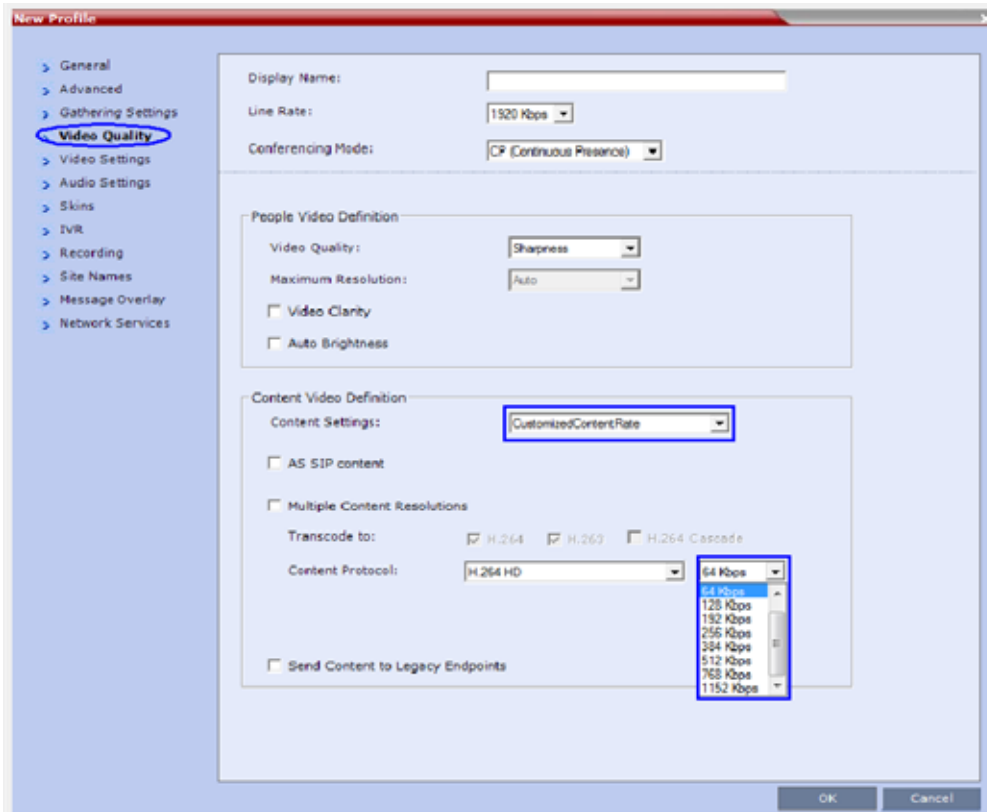 New Profile
General
Advanced
Gathering Settings
Video Quality
Video Settings
Audio Settings
Skins
IVR
Recording
Site Names
Message Overlay
Network Services
Display Name:
Line Rate: 1920 Kbps
Conferencing Mode: CP (Continuous Presence)
People Video Definition
Video Quality: Sharpness
Maximum Resolution: Auto
Video Clarity
Auto Brightness
Content Video Definition
Content Settings: CustomizedContentRate
AS SIP content
Multiple Content Resolutions
Transcode to: H.264 H.263 H.264 Cascade
Content Protocol: H.264 HD 64 Kbps
64 Kbps
128 Kbps
192 Kbps
256 Kbps
384 Kbps
512 Kbps
768 Kbps
1152 Kbps
Send Content to Legacy Endpoints
OK Cancel